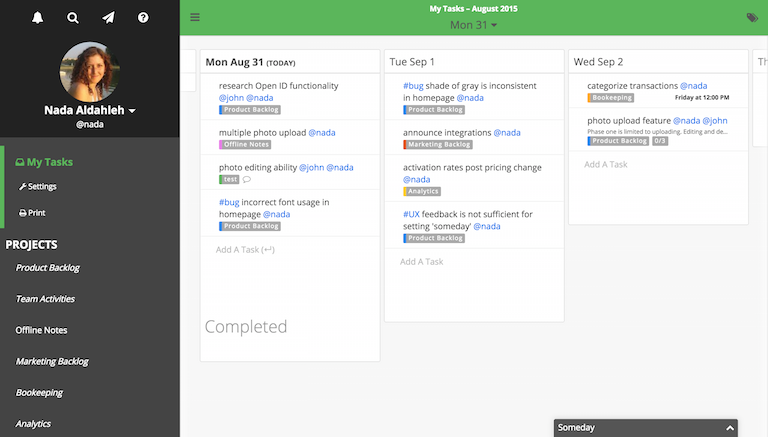 Nada Aldahleh
@nada
My Tasks
Settings
Print
PROJECTS
Product Backlog
Team Activities
Offline Notes
Marketing Backlog
Bookeeping
Analytics
My Tasks – August 2015
Mon 31
Mon Aug 31 (TODAY)
research Open ID functionality
@john @nada
Product Backlog
multiple photo upload @nada
Offline Notes
photo editing ability @john @nada
test
#bug incorrect font usage in
homepage @nada
Product Backlog
Add A Task (↵)
Completed
Tue Sep 1
#bug shade of gray is inconsistent
in homepage @nada
Product Backlog
announce integrations @nada
Marketing Backlog
activation rates post pricing change
@nada
Analytics
#UX feedback is not sufficient for
setting 'someday' @nada
Product Backlog
Add A Task
Wed Sep 2
categorize transactions @nada
Bookeeping Friday at 12:00 PM
photo upload feature @nada @john
Phase one is limited to uploading. Editing and de...
Product Backlog 0/3
Add A Task
Th
Someday